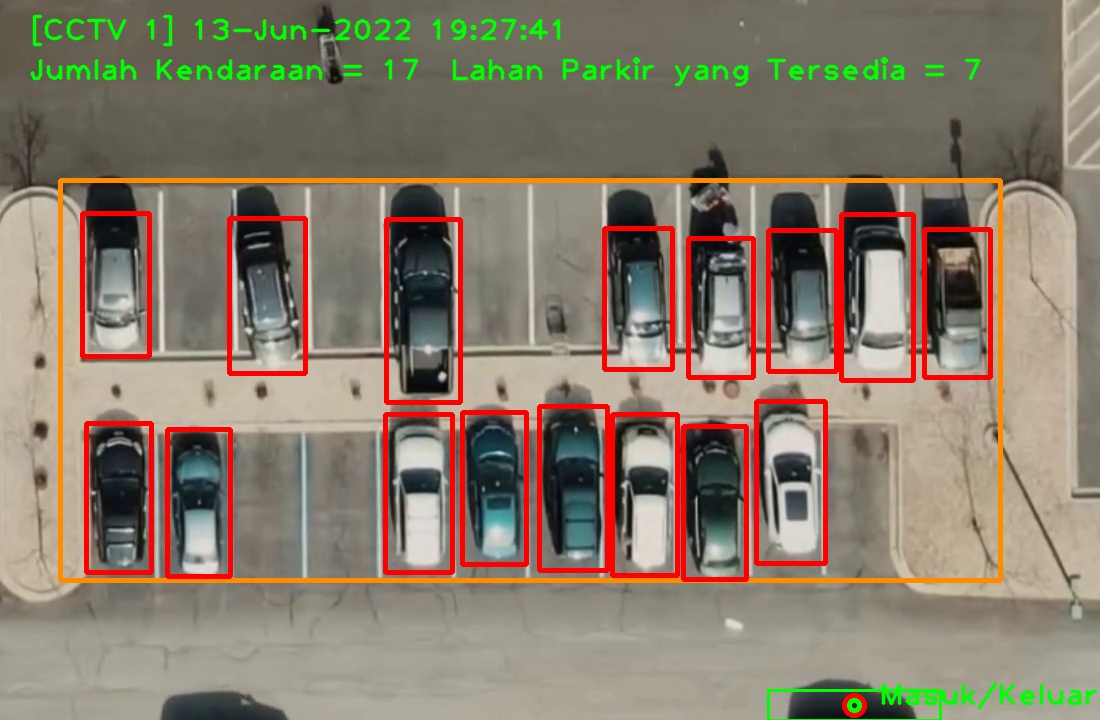 [CCTV 1] 13-Jun-2022 19:27:41
Jumlah Kendaraan = 17 Lahan Parkir yang Tersedia = 7
Masuk/Keluar